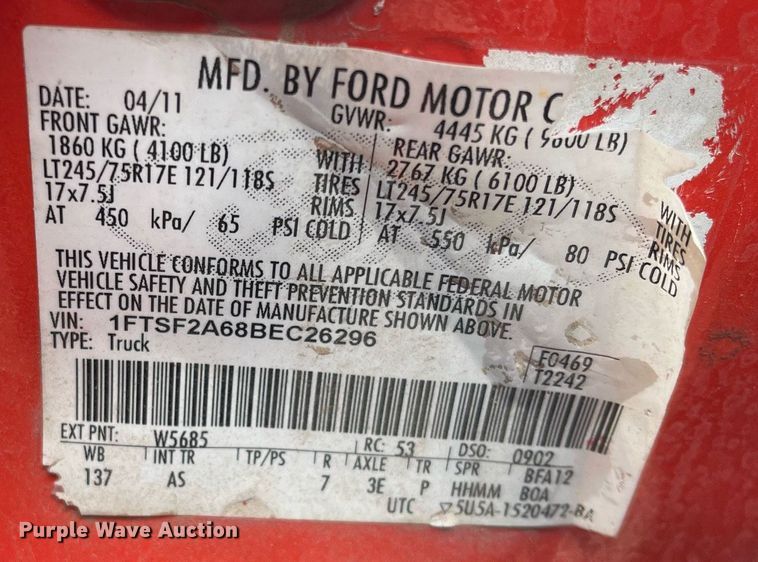 MFD. BY FORD MOTOR C
DATE: 04/11 GVWR: 4445 KG ( 9800 LB)
FRONT GAWR: REAR GAWR:
1860 KG ( 4100 LB) WITH 2767 KG ( 6100 LB) WITH
LT245/75R17E 121/118S TIRES LT245/75R17E 121/118S TIRES
17x7.5J RIMS 17x7.5J RIMS
AT 450 kPa/ 65 PSI COLD AT 550 kPa/ 80 PSI COLD
THIS VEHICLE CONFORMS TO ALL APPLICABLE FEDERAL MOTOR
VEHICLE SAFETY AND THEFT PREVENTION STANDARDS IN
EFFECT ON THE DATE OF MANUFACTURE SHOWN ABOVE.
VIN: 1FTSF2A68BEC26296
TYPE: Truck F0469
T2242
EXT PNT: W5685 RC: 53 DSO: 0902
WB INT TR TP/PS R AXLE TR SPR BFA12
137 AS 7 3E P HHMM BOA
UTC 5U5A-1520472-BA
Purple Wave Auction